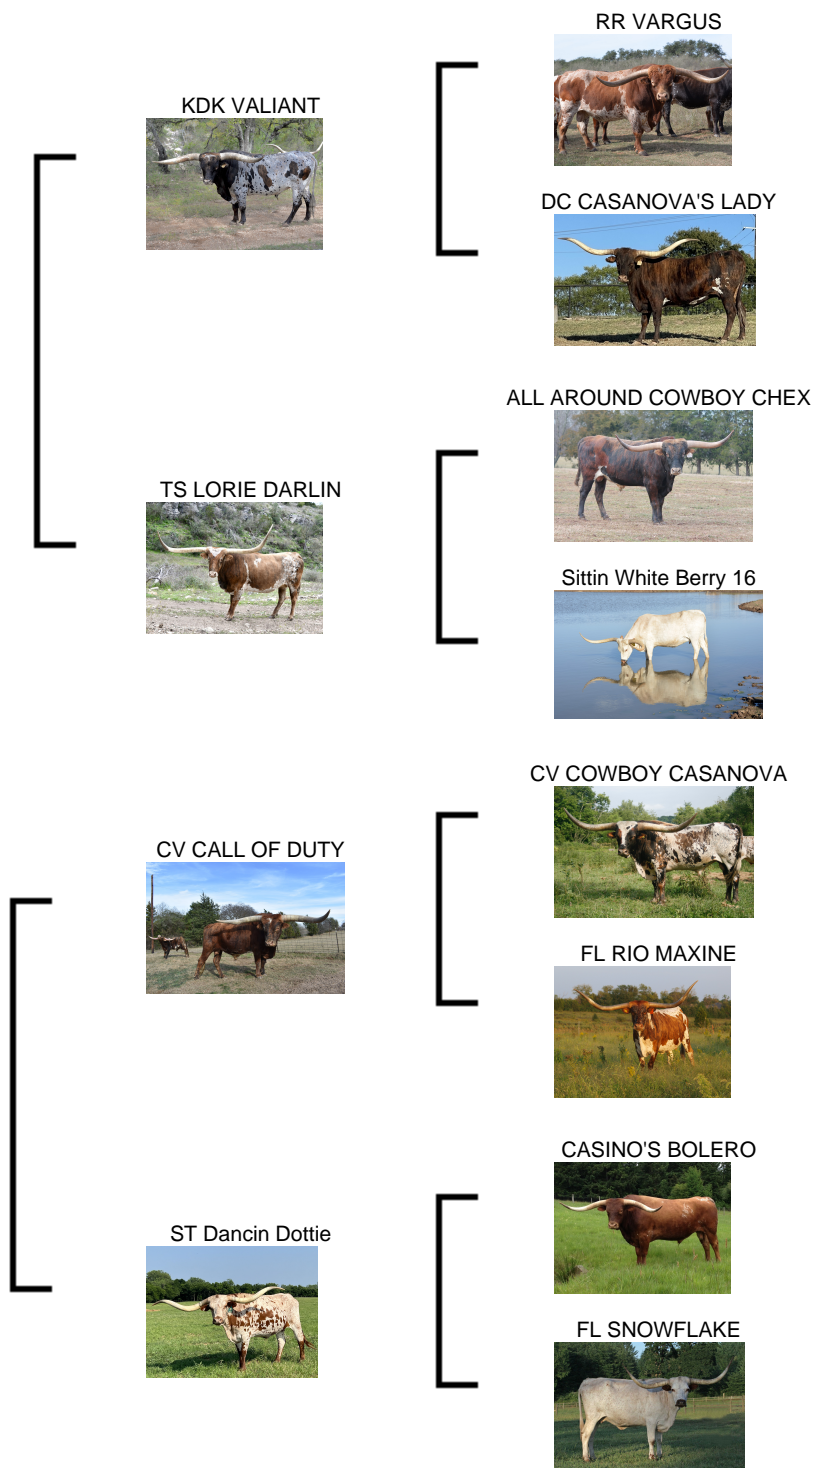 RR VARGUS
KDK VALIANT
DC CASANOVA'S LADY
ALL AROUND COWBOY CHEX
TS LORIE DARLIN
Sittin White Berry 16
CV COWBOY CASANOVA
CV CALL OF DUTY
FL RIO MAXINE
CASINO'S BOLERO
ST Dancin Dottie
FL SNOWFLAKE